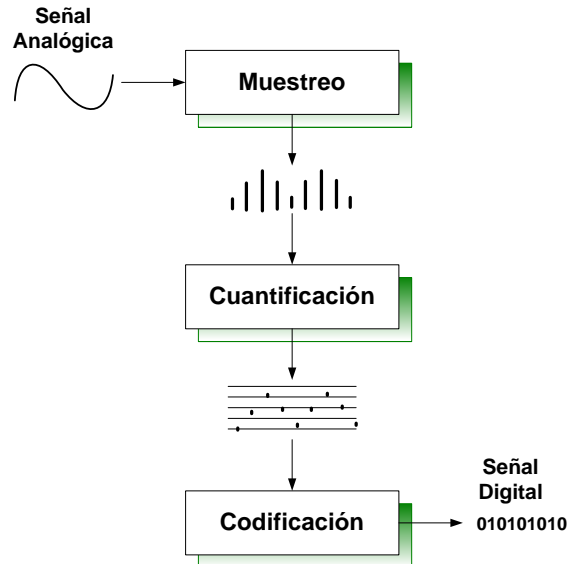 Señal
Analógica
Muestreo
Cuantificación
Señal
Digital
Codificación
010101010